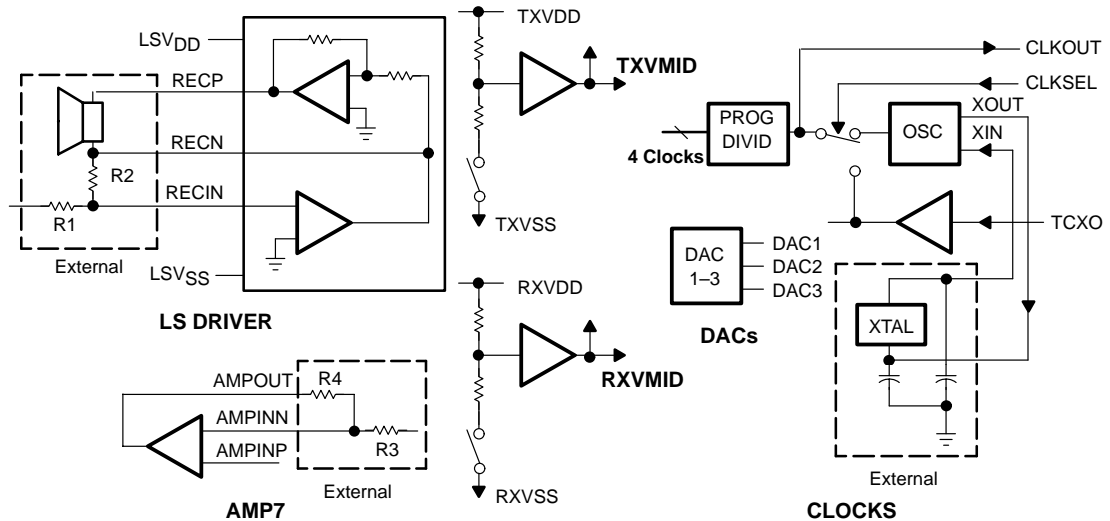 LSVDD
RECP
RECN
R2
RECIN
R1
External
LSVSS
LS DRIVER
TXVDD
TXVMID
TXVSS
CLKOUT
CLKSEL
XOUT
PROG
DIVID
OSC
XIN
4 Clocks
TCXO
DAC
1–3
DAC1
DAC2
DAC3
DACs
XTAL
External
CLOCKS
RXVDD
RXVMID
RXVSS
AMPOUT
R4
AMPINN
R3
AMPINP
External
AMP7